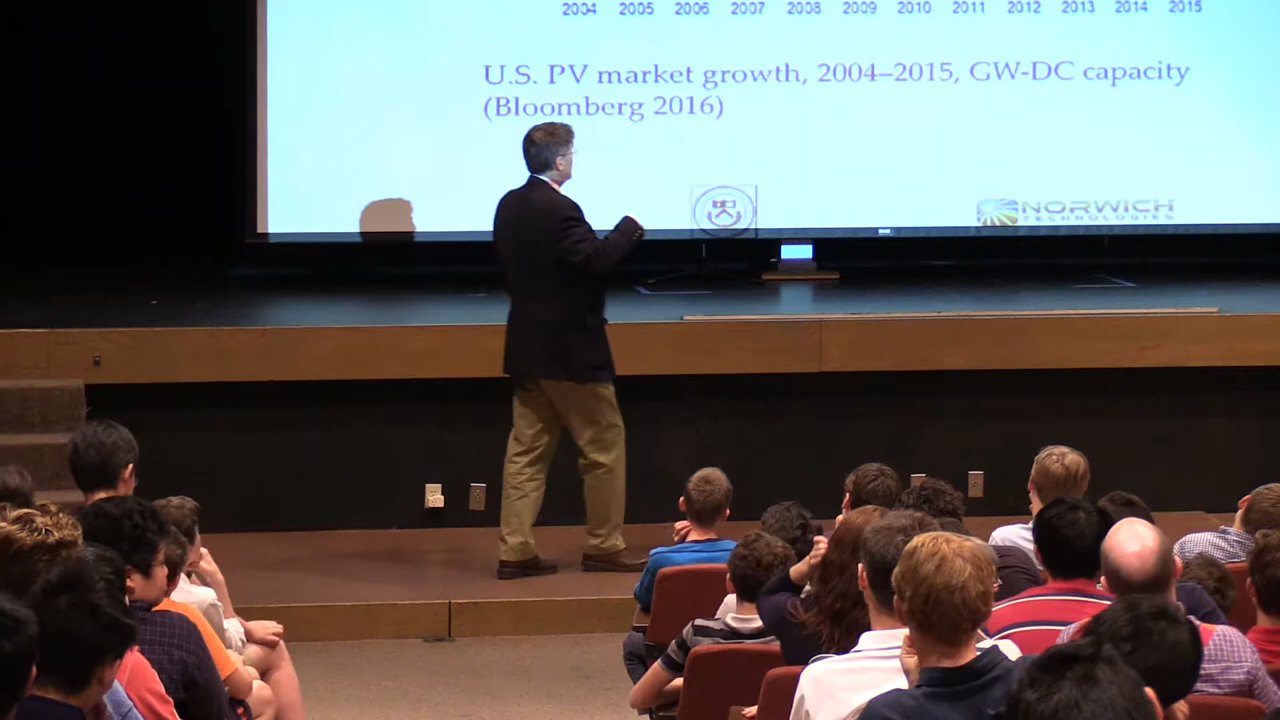 2004 2005 2006 2007 2008 2009 2010 2011 2012 2013 2014 2015
U.S. PV market growth, 2004–2015, GW-DC capacity
(Bloomberg 2016)
NORWICH
TECHNOLOGIES